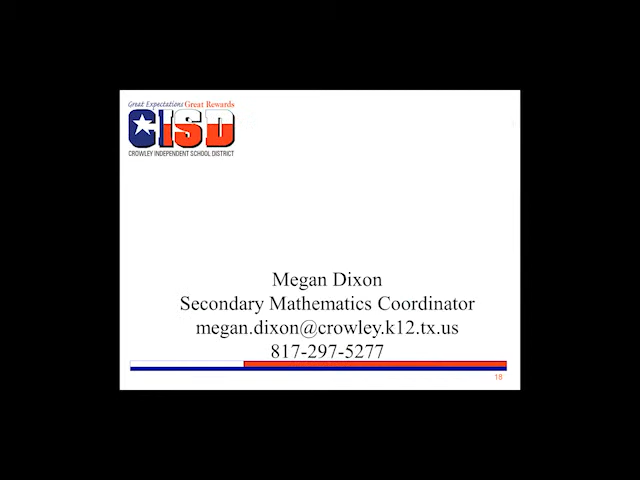 Great Expectations Great Rewards
CISD
CROWLEY INDEPENDENT SCHOOL DISTRICT
Megan Dixon
Secondary Mathematics Coordinator
megan.dixon@crowley.k12.tx.us
817-297-5277
18